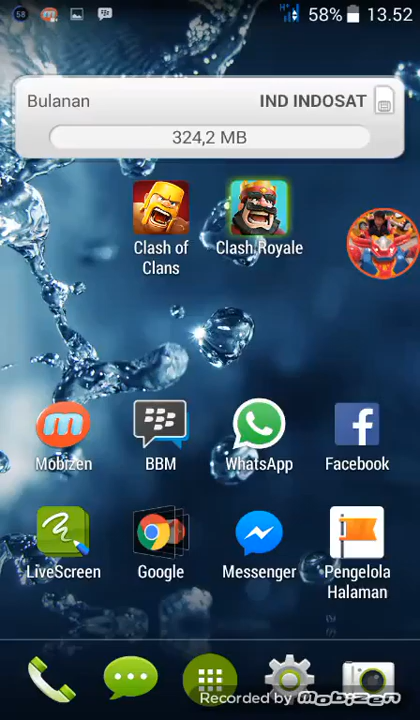 58
H+ 58% 13.52
Bulanan IND INDOSAT
324,2 MB
Clash of Clans
Clash Royale
Mobizen BBM WhatsApp Facebook
LiveScreen Google Messenger Pengelola Halaman
Recorded by MOBIZEN